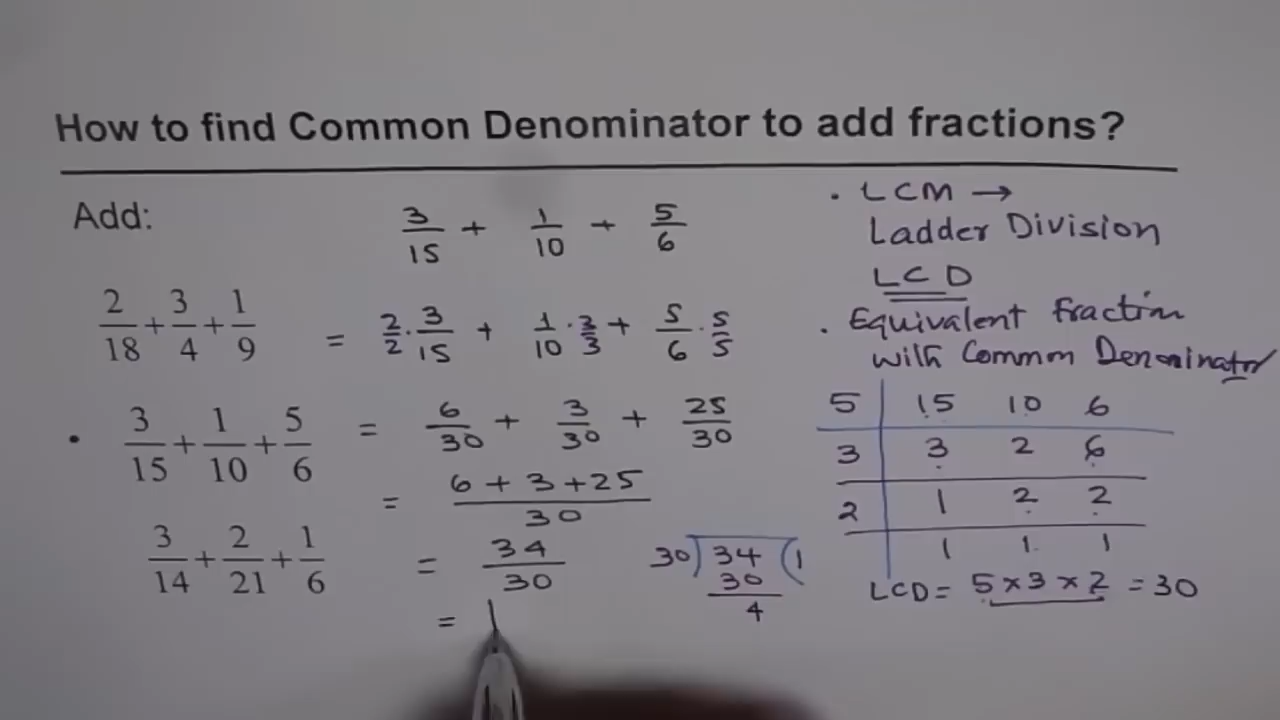 How to find Common Denominator to add fractions?
Add:
2/18 + 3/4 + 1/9
• 3/15 + 1/10 + 5/6
3/14 + 2/21 + 1/6
3/15 + 1/10 + 5/6
= 2/2 · 3/15 + 1/10 · 3/3 + 5/6 · 5/5
= 6/30 + 3/30 + 25/30
= 6 + 3 + 25 / 30
= 34/30
= 1
30) 34 (1
30
4
• LCM →
Ladder Division
LCD
• Equivalent Fraction
with Common Denominator
5 | 15 10 6
3 | 3 2 6
2 | 1 2 2
1 1 1
LCD = 5 × 3 × 2 = 30